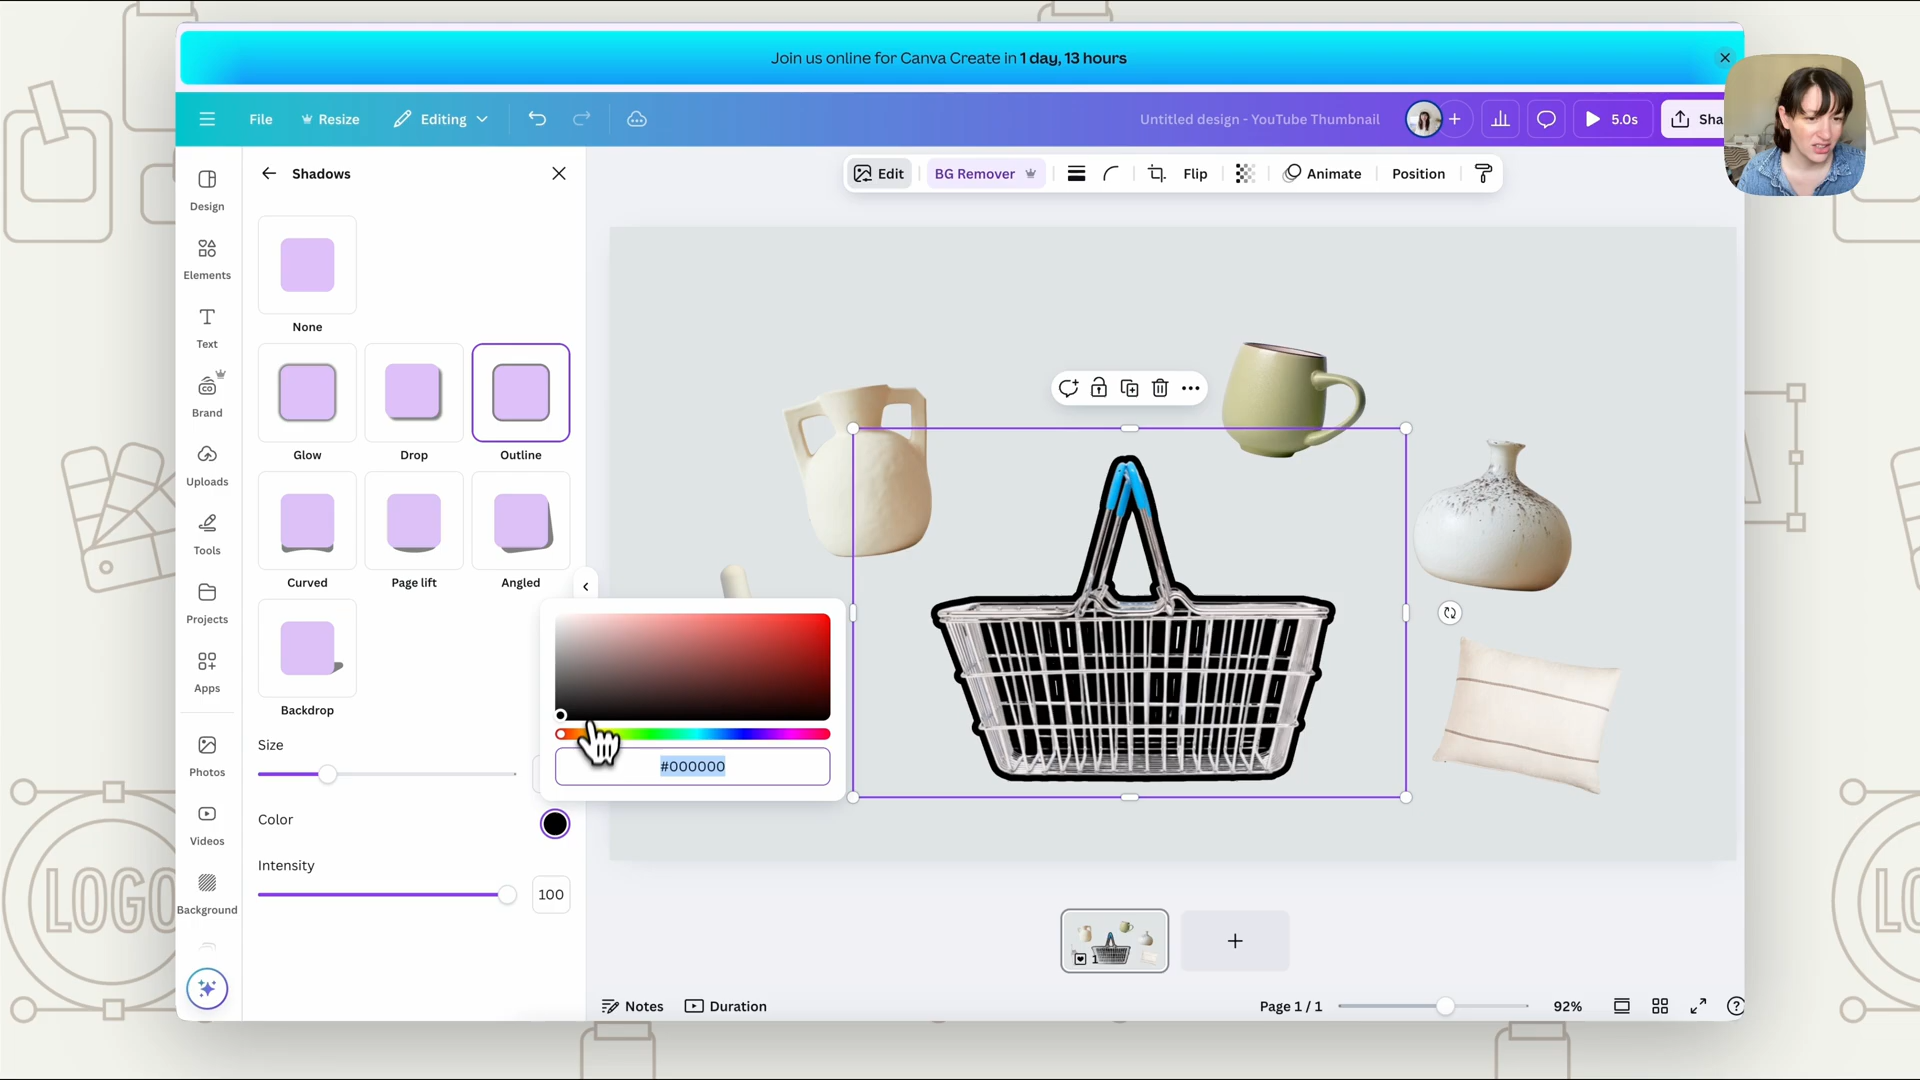 Join us online for Canva Create in 1 day, 13 hours
File
Resize
Editing
Untitled design - YouTube Thumbnail
5.0s
Sha
Shadows
Edit
BG Remover
Flip
Animate
Position
Design
Elements
Text
Brand
Uploads
Tools
Projects
Apps
Photos
Videos
Background
None
Glow
Drop
Outline
Curved
Page lift
Angled
Backdrop
Size
Color
Intensity
100
#000000
LOGO
LO
1
Notes
Duration
Page 1 / 1
92%